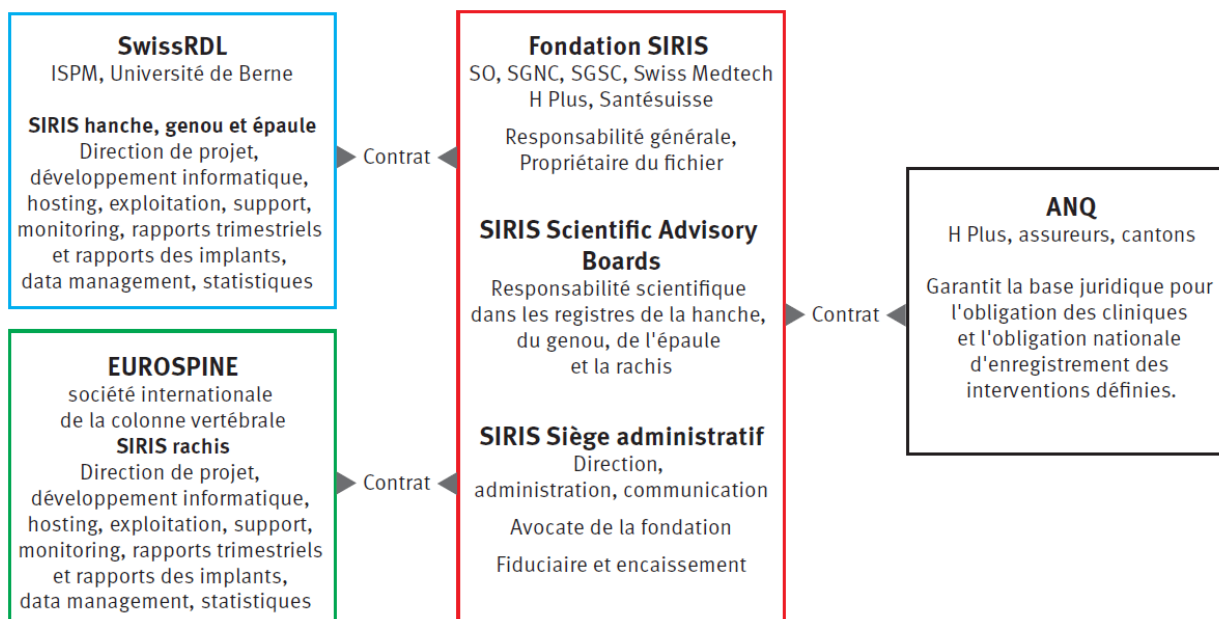 SwissRDL
ISPM, Université de Berne
SIRIS hanche, genou et épaule
Direction de projet,
développement informatique,
hosting, exploitation, support,
monitoring, rapports trimestriels
et rapports des implants,
data management, statistiques
EUROSPINE
société internationale
de la colonne vertébrale
SIRIS rachis
Direction de projet,
développement informatique,
hosting, exploitation, support,
monitoring, rapports trimestriels
et rapports des implants,
data management, statistiques
Contrat
Contrat
Fondation SIRIS
SO, SGNC, SGSC, Swiss Medtech
H Plus, Santésuisse
Responsabilité générale,
Propriétaire du fichier
SIRIS Scientific Advisory
Boards
Responsabilité scientifique
dans les registres de la hanche,
du genou, de l'épaule
et la rachis
SIRIS Siège administratif
Direction,
administration, communication
Avocate de la fondation
Fiduciaire et encaissement
Contrat
ANQ
H Plus, assureurs, cantons
Garantit la base juridique pour
l'obligation des cliniques
et l'obligation nationale
d'enregistrement des
interventions définies.